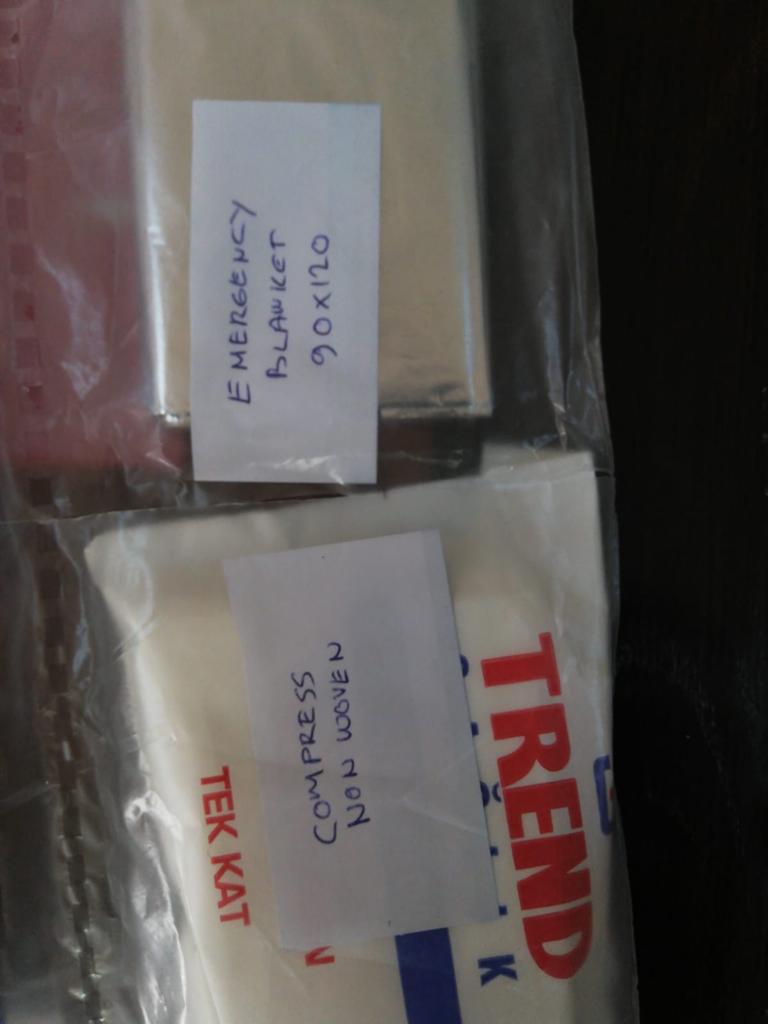 EMERGENCY
BLANKET
90x120
COMPRESS
NON WOVEN
TREND
TEK KAT